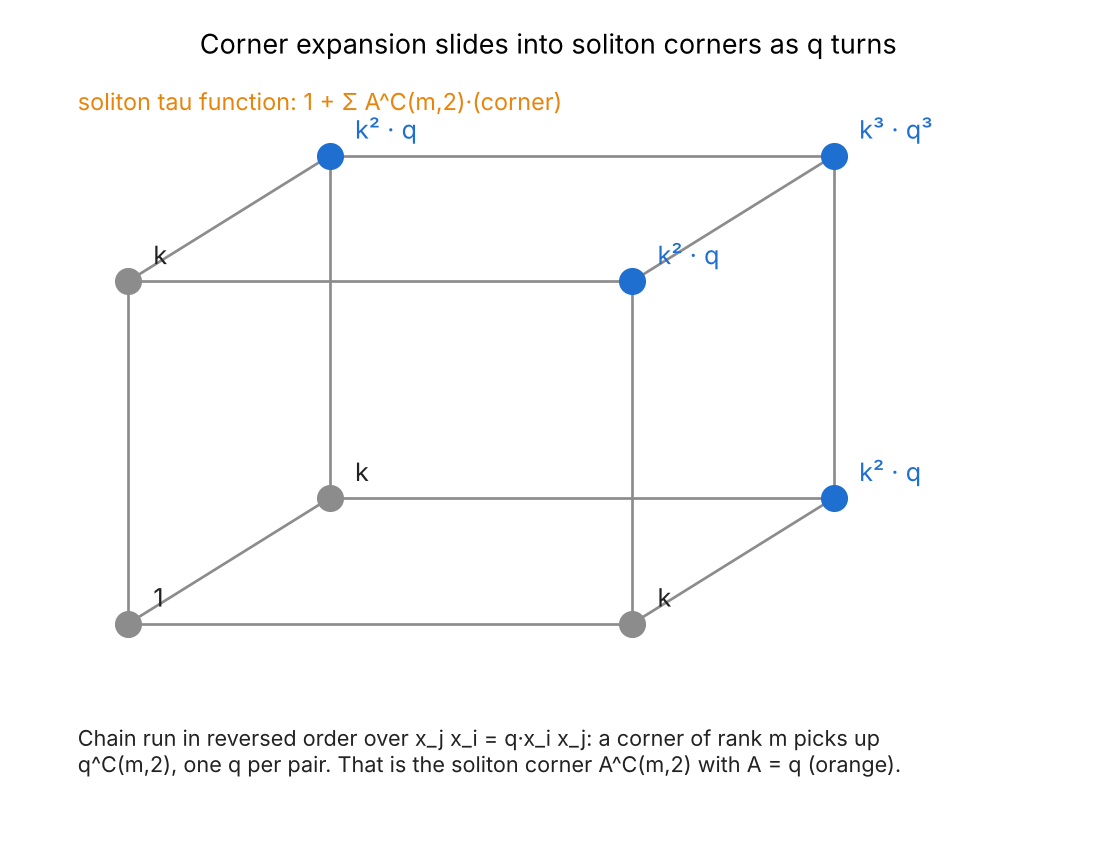 Corner expansion slides into soliton corners as q turns
soliton tau function: 1 + Σ A^C(m,2)·(corner)
k² · q
k³ · q³
k
k² · q
k
k² · q
1
k
Chain run in reversed order over x_j x_i = q·x_i x_j: a corner of rank m picks up
q^C(m,2), one q per pair. That is the soliton corner A^C(m,2) with A = q (orange).